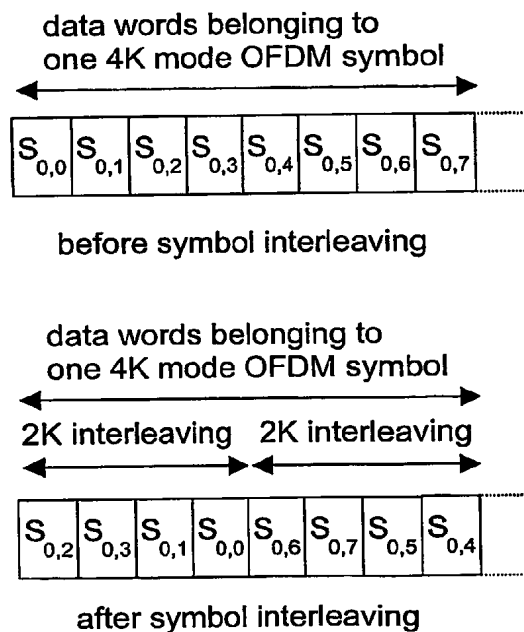 data words belonging to
one 4K mode OFDM symbol
S0,0 S0,1 S0,2 S0,3 S0,4 S0,5 S0,6 S0,7
before symbol interleaving
data words belonging to
one 4K mode OFDM symbol
2K interleaving 2K interleaving
S0,2 S0,3 S0,1 S0,0 S0,6 S0,7 S0,5 S0,4
after symbol interleaving